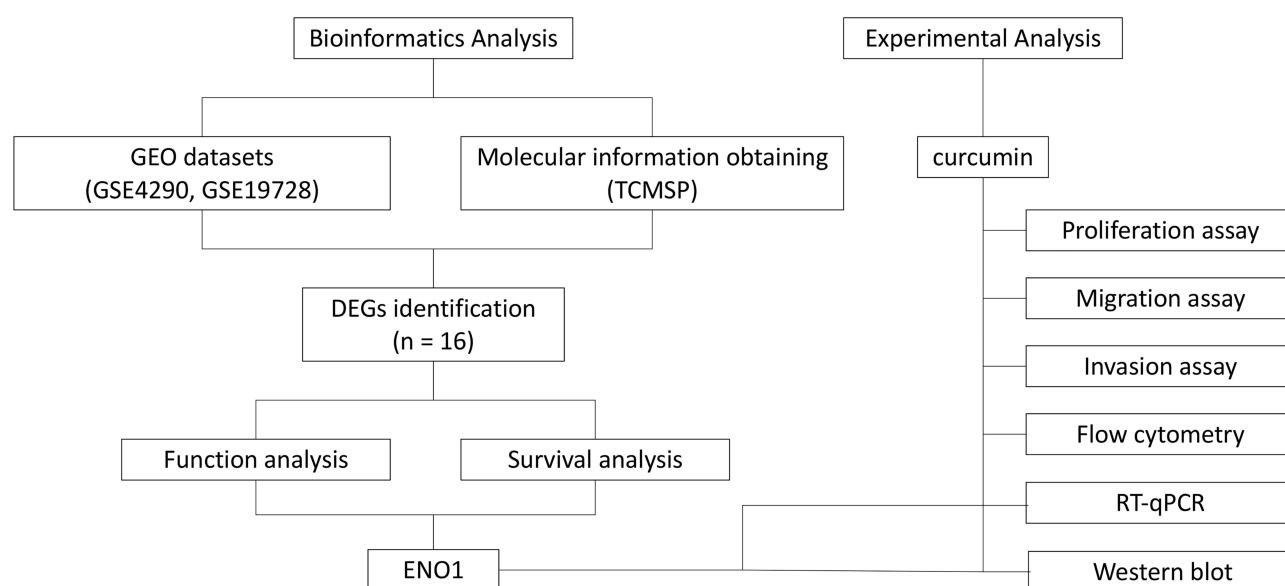 Bioinformatics Analysis
GEO datasets
(GSE4290, GSE19728)
Molecular information obtaining
(TCMSP)
DEGs identification
(n = 16)
Function analysis
Survival analysis
ENO1
Experimental Analysis
curcumin
Proliferation assay
Migration assay
Invasion assay
Flow cytometry
RT-qPCR
Western blot